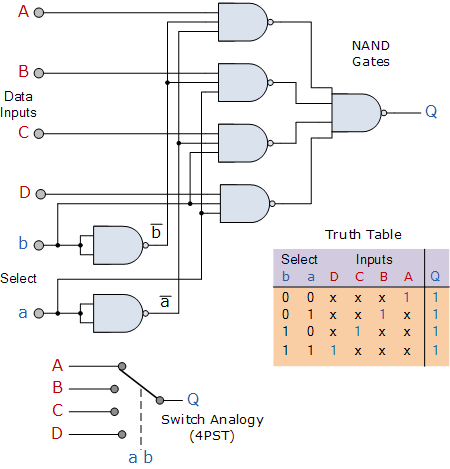 A
NAND
Gates
B
Data
Inputs
Q
C
D
b
b̅
Truth Table
Select Inputs
b a D C B A Q
0 0 x x x 1 1
0 1 x x 1 x 1
1 0 x 1 x x 1
1 1 1 x x x 1
Select
a
a̅
A
B
Q
C
Switch Analogy
(4PST)
D
a b